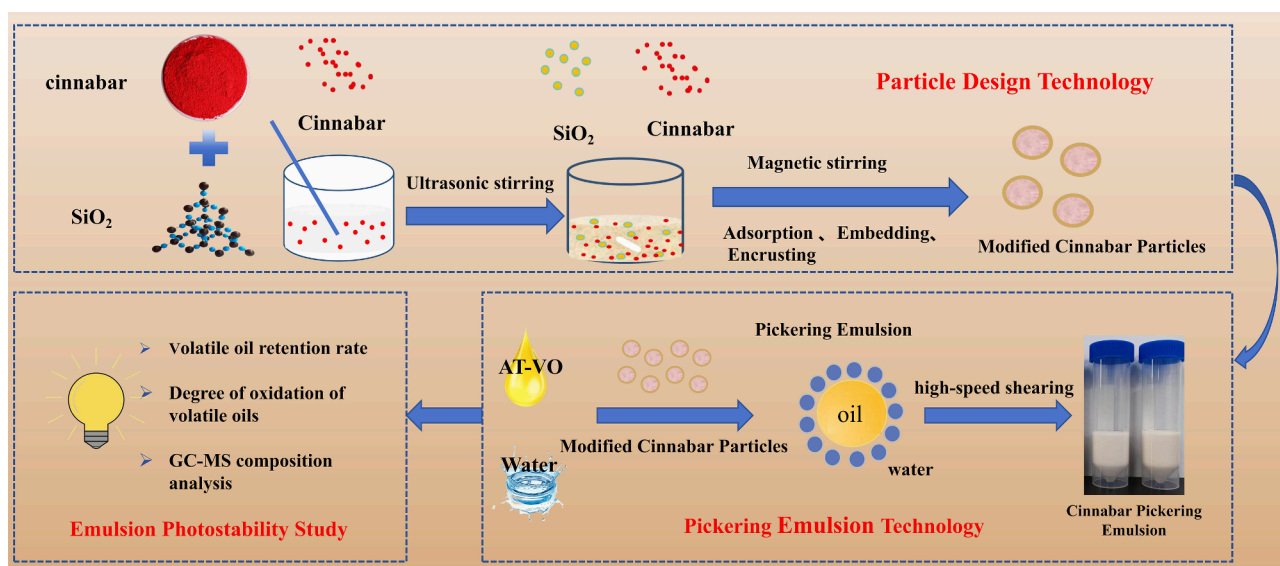 cinnabar
SiO₂
Cinnabar
Ultrasonic stirring
SiO₂
Cinnabar
Magnetic stirring
Adsorption 、Embedding、
Encrusting
Particle Design Technology
Modified Cinnabar Particles
➢ Volatile oil retention rate
➢ Degree of oxidation of
volatile oils
➢ GC-MS composition
analysis
Emulsion Photostability Study
AT-VO
Water
Modified Cinnabar Particles
Pickering Emulsion
oil
water
high-speed shearing
Cinnabar Pickering
Emulsion
Pickering Emulsion Technology